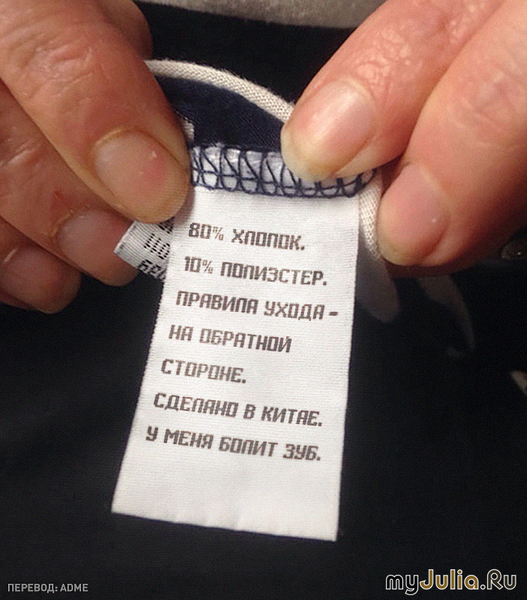 80% ХЛОПОК.
10% ПОЛИЭСТЕР.
ПРАВИЛА УХОДА -
НА ОБРАТНОЙ
СТОРОНЕ.
СДЕЛАНО В КИТАЕ.
У МЕНЯ БОЛИТ ЗУБ.
ПЕРЕВОД: ADME
myJulia.Ru